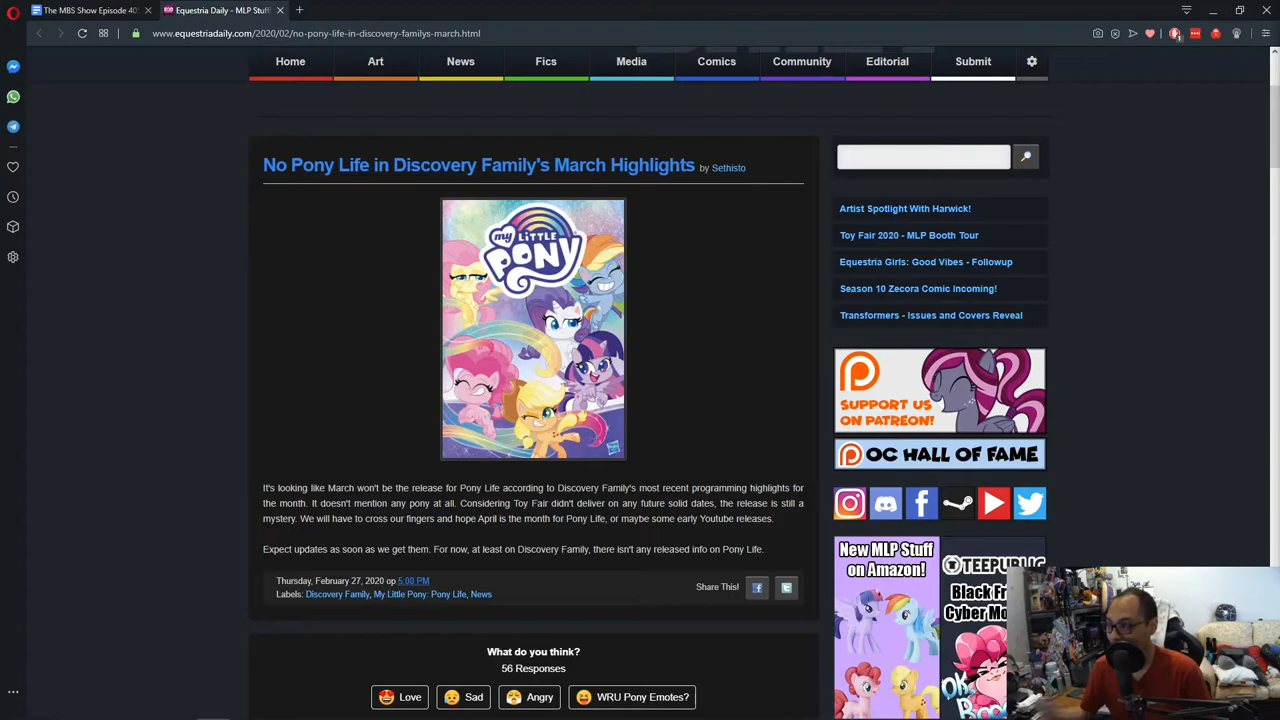 The MBS Show Episode 40
Equestria Daily - MLP Stuf
www.equestriadaily.com/2020/02/no-pony-life-in-discovery-familys-march.html
Home
Art
News
Fics
Media
Comics
Community
Editorial
Submit
No Pony Life in Discovery Family's March Highlights by Sethisto
my LITTLE PONY
It's looking like March won't be the release for Pony Life according to Discovery Family's most recent programming highlights for
the month. It doesn't mention any pony at all. Considering Toy Fair didn't deliver on any future solid dates, the release is still a
mystery. We will have to cross our fingers and hope April is the month for Pony Life, or maybe some early Youtube releases.
Expect updates as soon as we get them. For now, at least on Discovery Family, there isn't any released info on Pony Life.
Thursday, February 27, 2020 op 5:00 PM
Labels: Discovery Family, My Little Pony: Pony Life, News
Share This!
What do you think?
56 Responses
Love
Sad
Angry
WRU Pony Emotes?
Artist Spotlight With Harwick!
Toy Fair 2020 - MLP Booth Tour
Equestria Girls: Good Vibes - Followup
Season 10 Zecora Comic Incoming!
Transformers - Issues and Covers Reveal
SUPPORT US
ON PATREON!
OC HALL OF FAME
New MLP Stuff
on Amazon!
TEEPUBLIC
Black Fr
Cyber Mo
OK